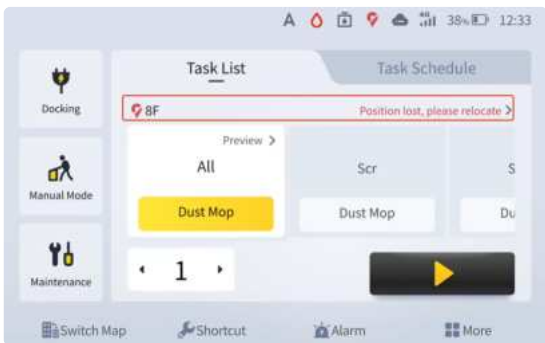 A 4G 38% 12:33
Task List Task Schedule
Docking
8F Position lost, please relocate >
Preview >
All Scr S
Manual Mode
Dust Mop Dust Mop Du
1
Maintenance
Switch Map Shortcut Alarm More